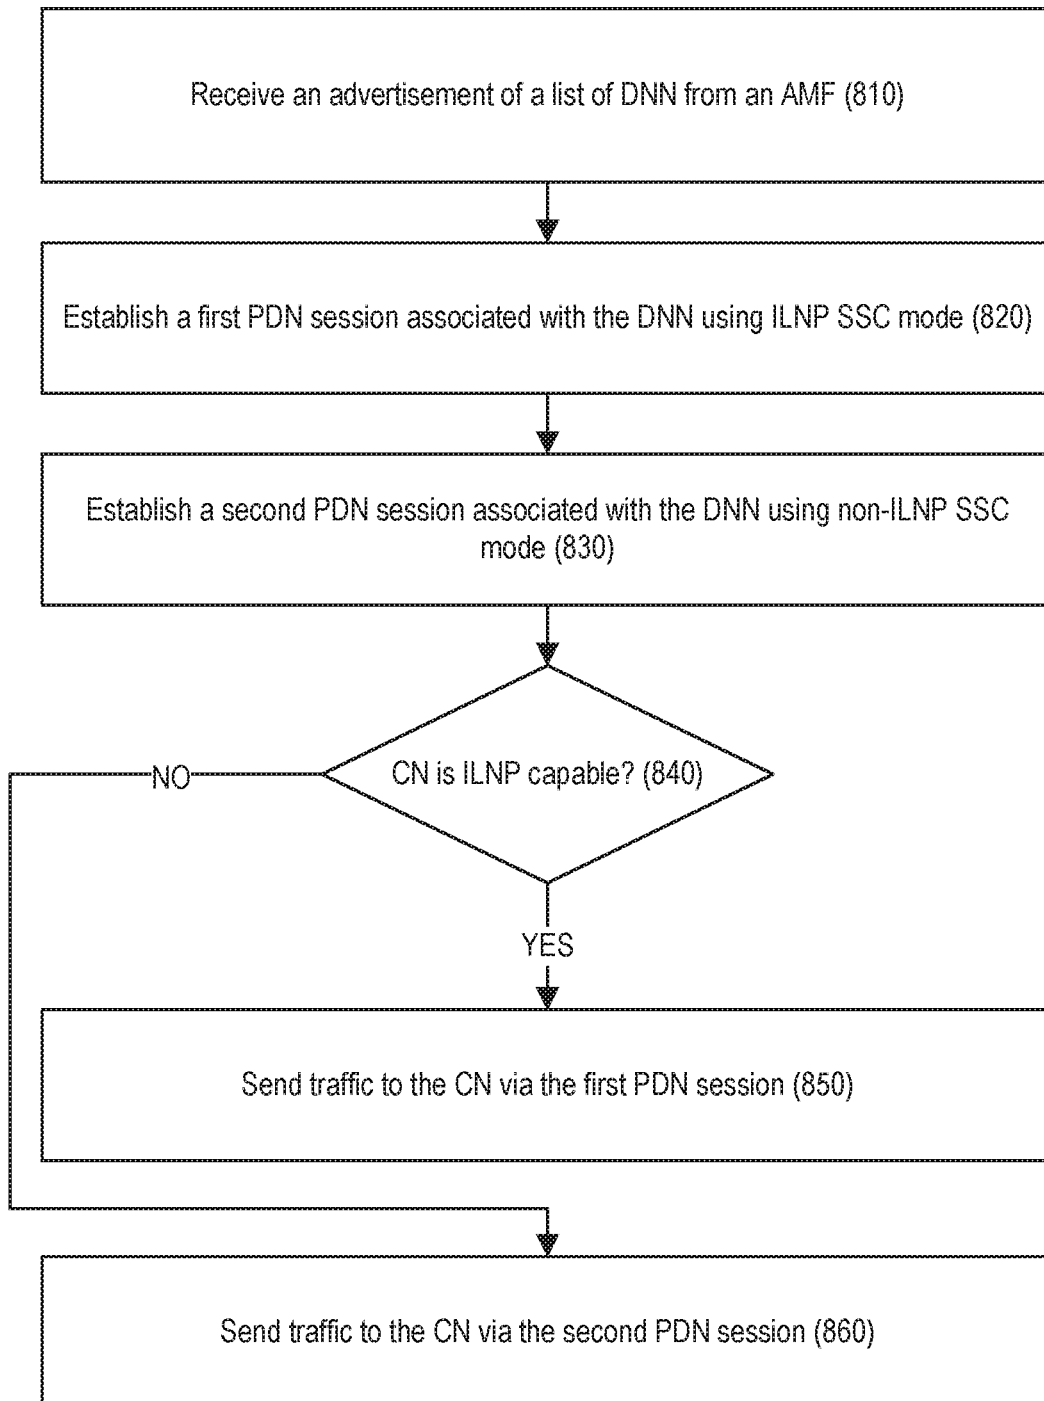 Receive an advertisement of a list of DNN from an AMF (810)
Establish a first PDN session associated with the DNN using ILNP SSC mode (820)
Establish a second PDN session associated with the DNN using non-ILNP SSC
mode (830)
CN is ILNP capable? (840)
NO
YES
Send traffic to the CN via the first PDN session (850)
Send traffic to the CN via the second PDN session (860)